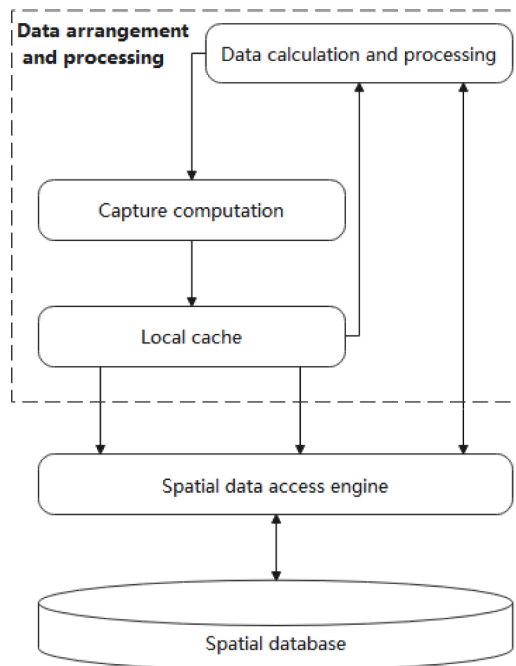 Data arrangement
and processing
Data calculation and processing
Capture computation
Local cache
Spatial data access engine
Spatial database